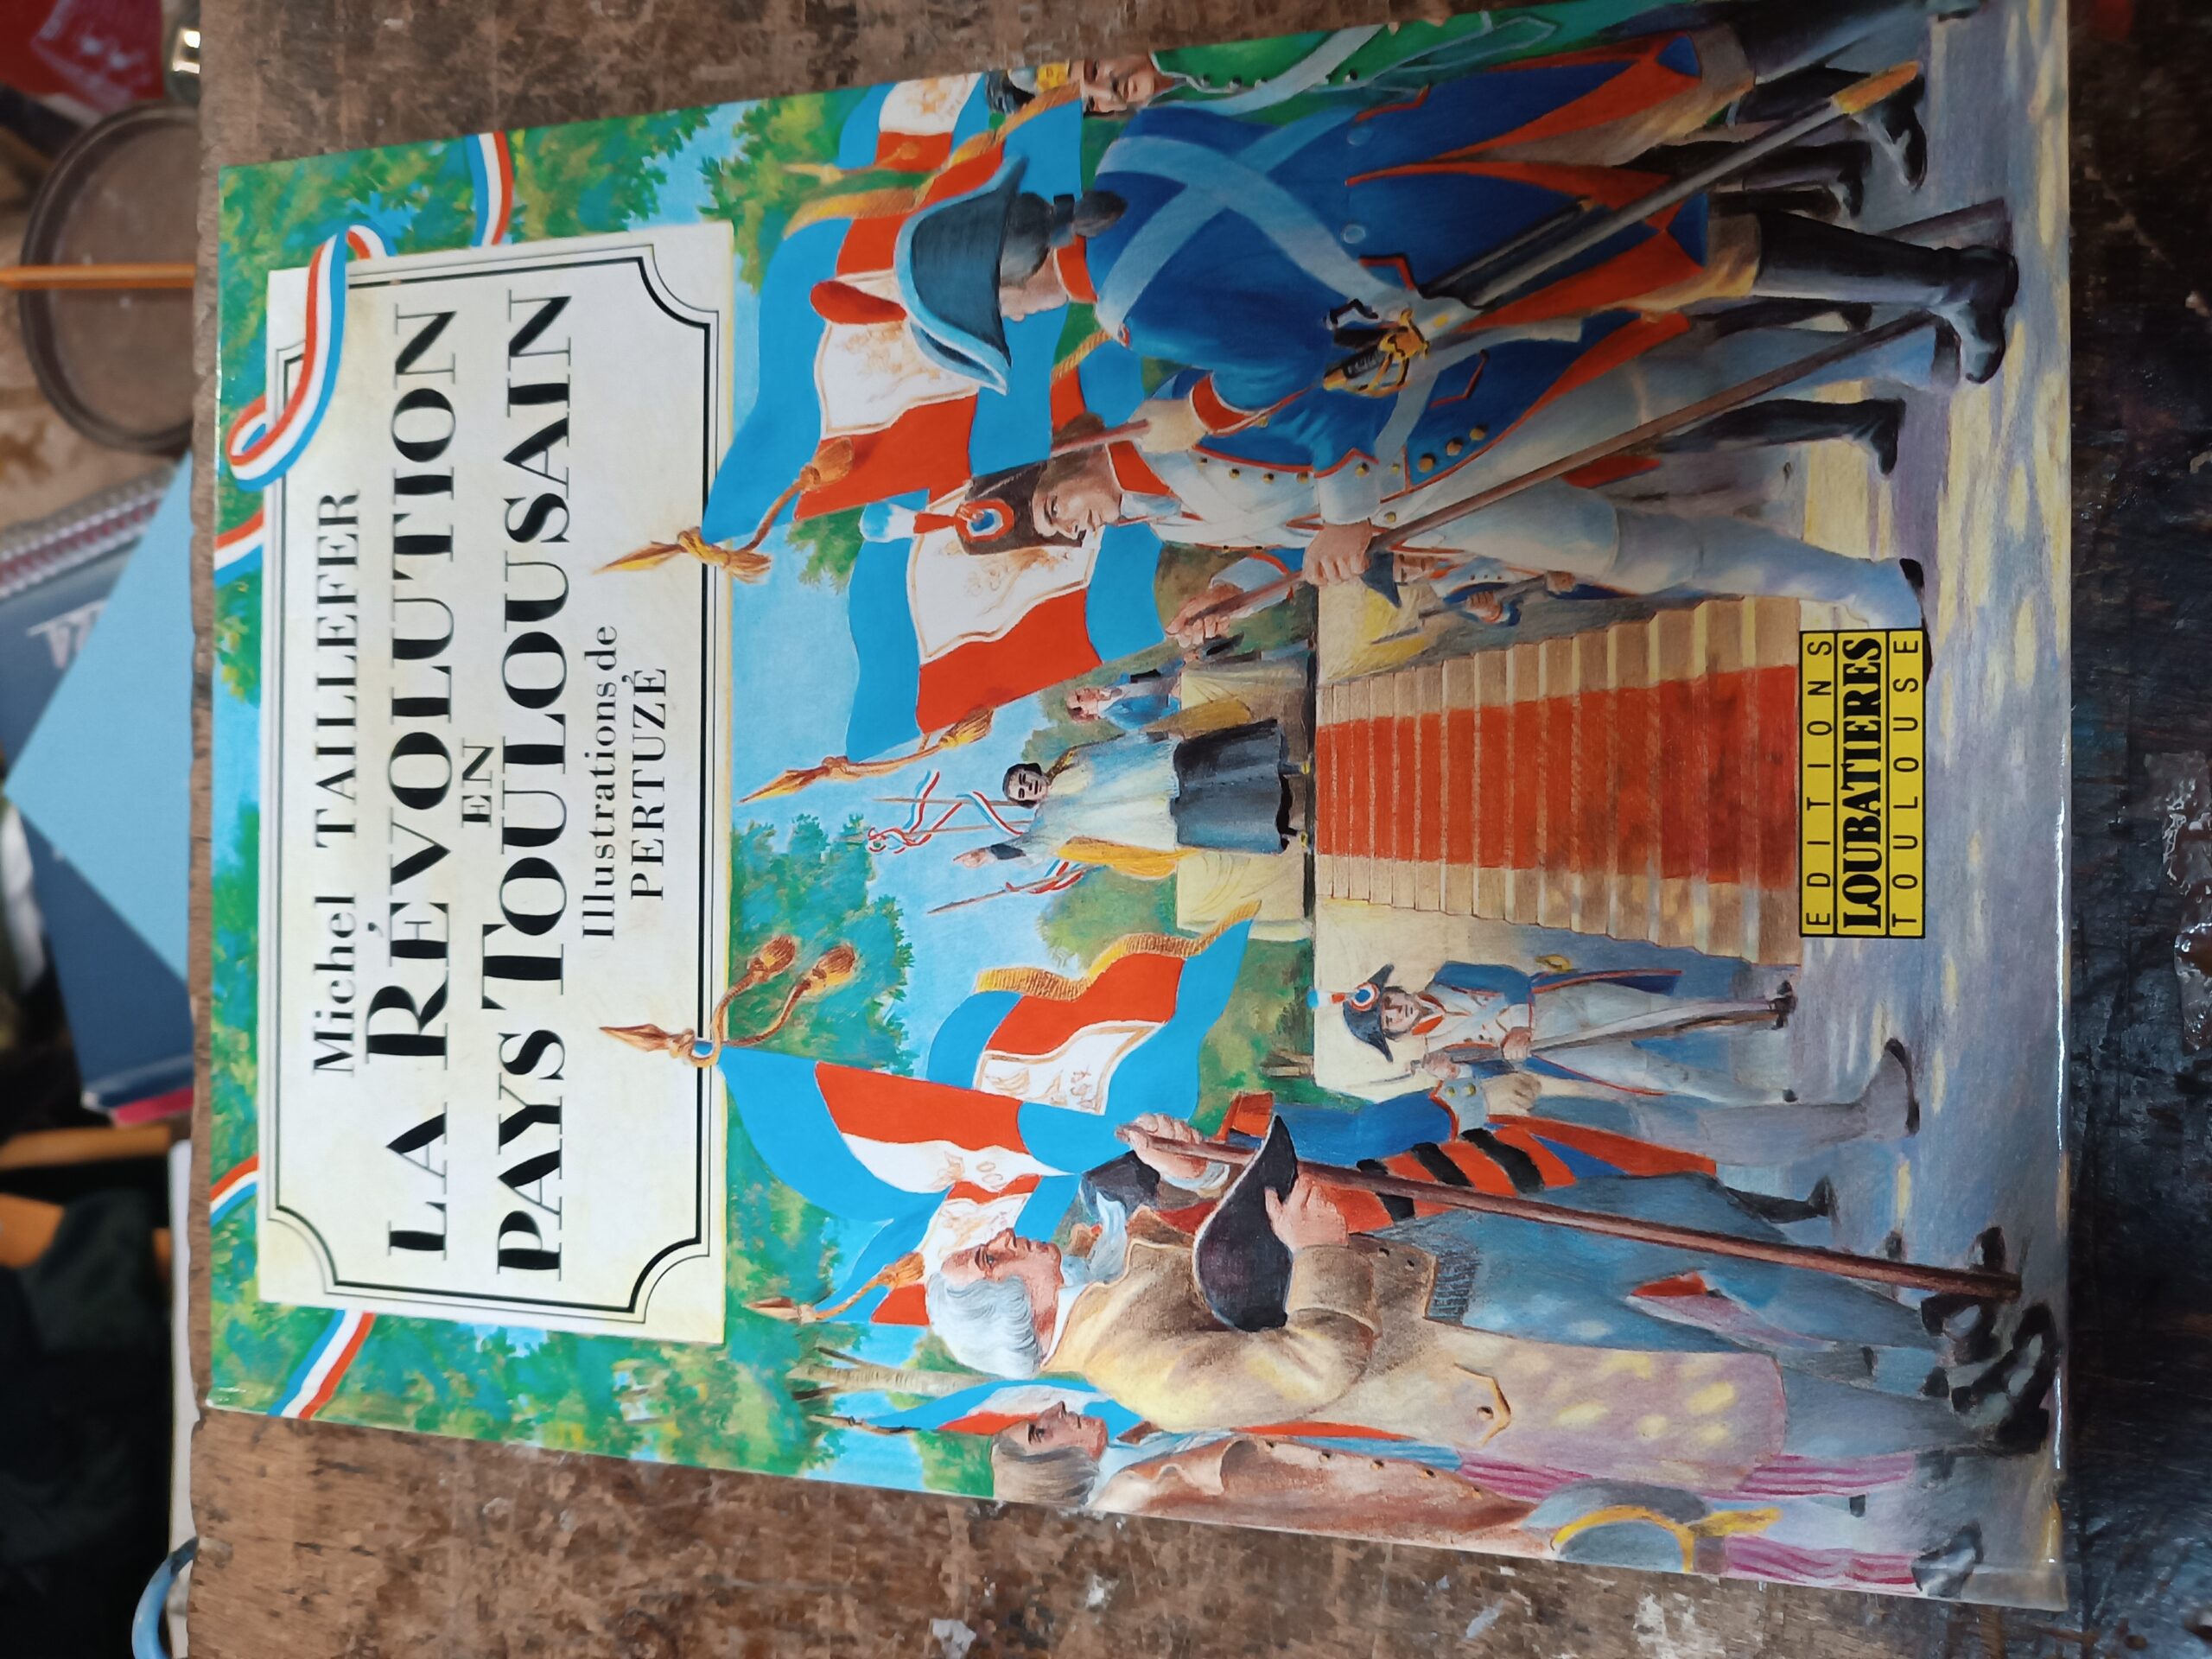 Michel TAILLEFER
LA RÉVOLUTION
EN
PAYS TOULOUSAIN
Illustrations de
PERTUZÉ
EDITIONS
LOUBATIERES
TOULOUSE